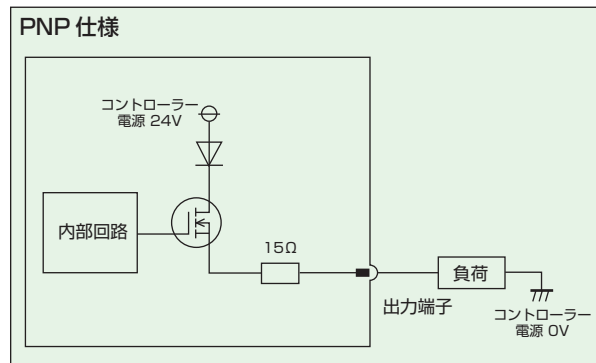 PNP 仕様
コントローラー
電源 24V
内部回路
15Ω
負荷
出力端子
コントローラー
電源 0V